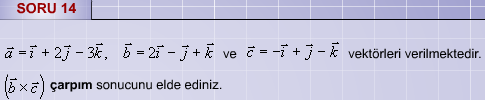 SORU 14
a⃗ = i⃗ + 2j⃗ − 3k⃗, b⃗ = 2i⃗ − j⃗ + k⃗ ve c⃗ = −i⃗ + j⃗ − k⃗ vektörleri verilmektedir.
(b⃗ × c⃗) çarpım sonucunu elde ediniz.